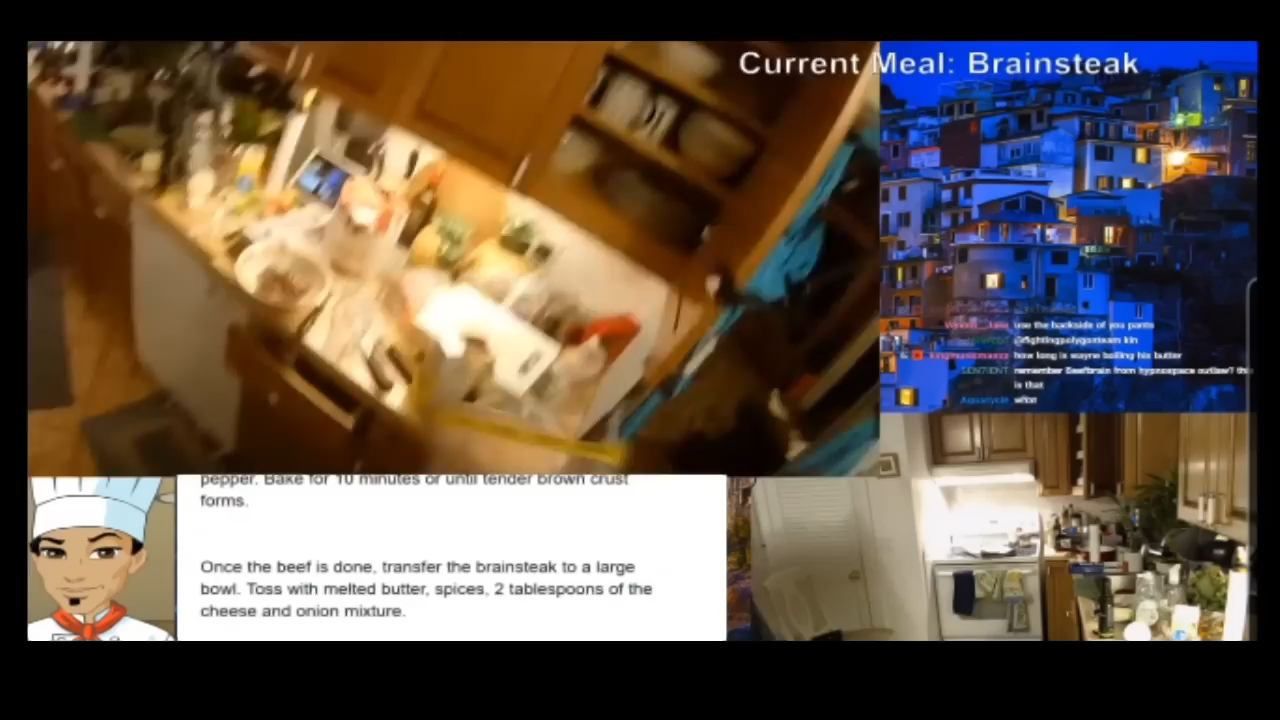 Current Meal: Brainsteak
use the backside of you pants
@fightingpolygonteam kin
how long is wayne boiling his butter
SENT1ENT remember Beefbrain from hypnospace outlaw?
is that
pepper. Bake for 10 minutes or until tender brown crust
forms.
Once the beef is done, transfer the brainsteak to a large
bowl. Toss with melted butter, spices, 2 tablespoons of the
cheese and onion mixture.